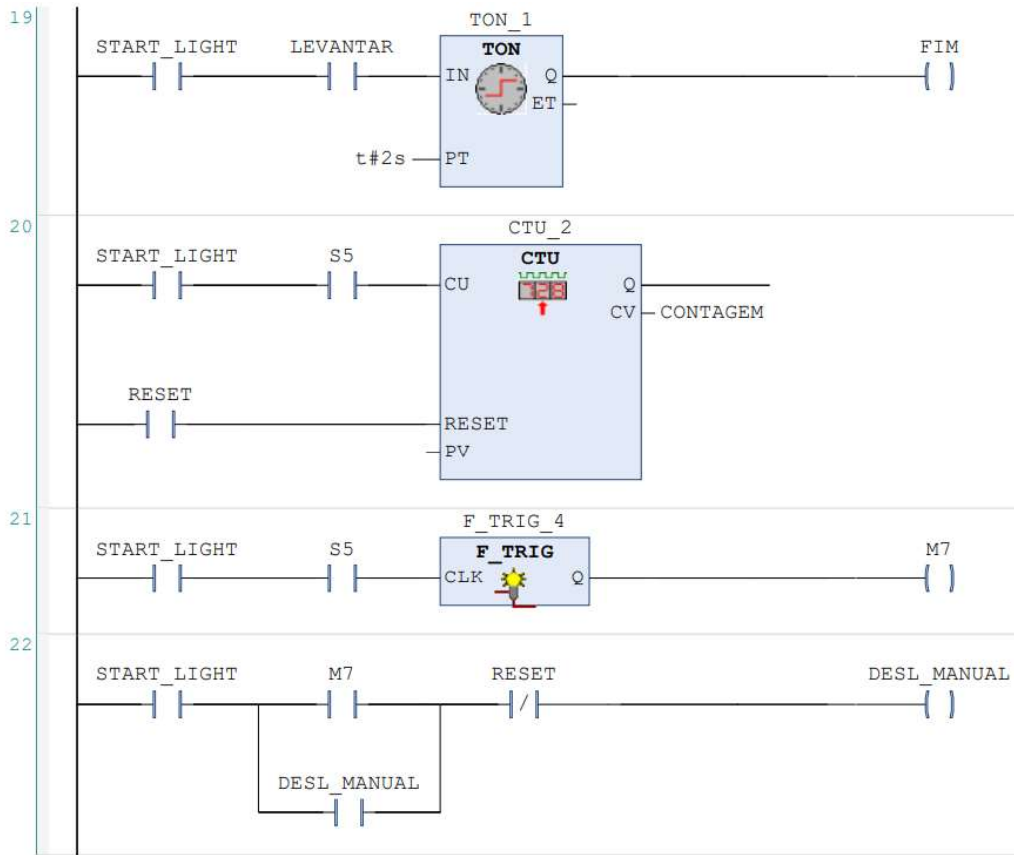 19
TON_1
START_LIGHT LEVANTAR TON FIM
IN Q
ET
t#2s PT
20
CTU_2
START_LIGHT S5 CTU
CU 728 Q
CV CONTAGEM
RESET
RESET
PV
21
F_TRIG_4
START_LIGHT S5 F_TRIG M7
CLK Q
22
START_LIGHT M7 RESET DESL_MANUAL
/
DESL_MANUAL